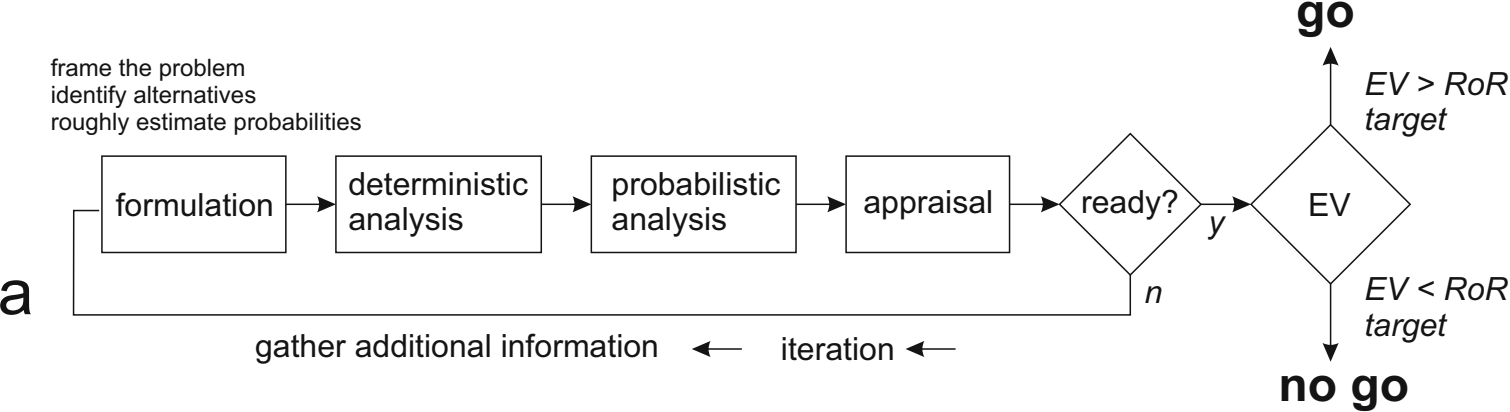 go
frame the problem
identify alternatives
roughly estimate probabilities
EV > RoR
target
formulation
deterministic
analysis
probabilistic
analysis
appraisal
ready?
y
EV
a
n
EV < RoR
target
gather additional information
iteration
no go